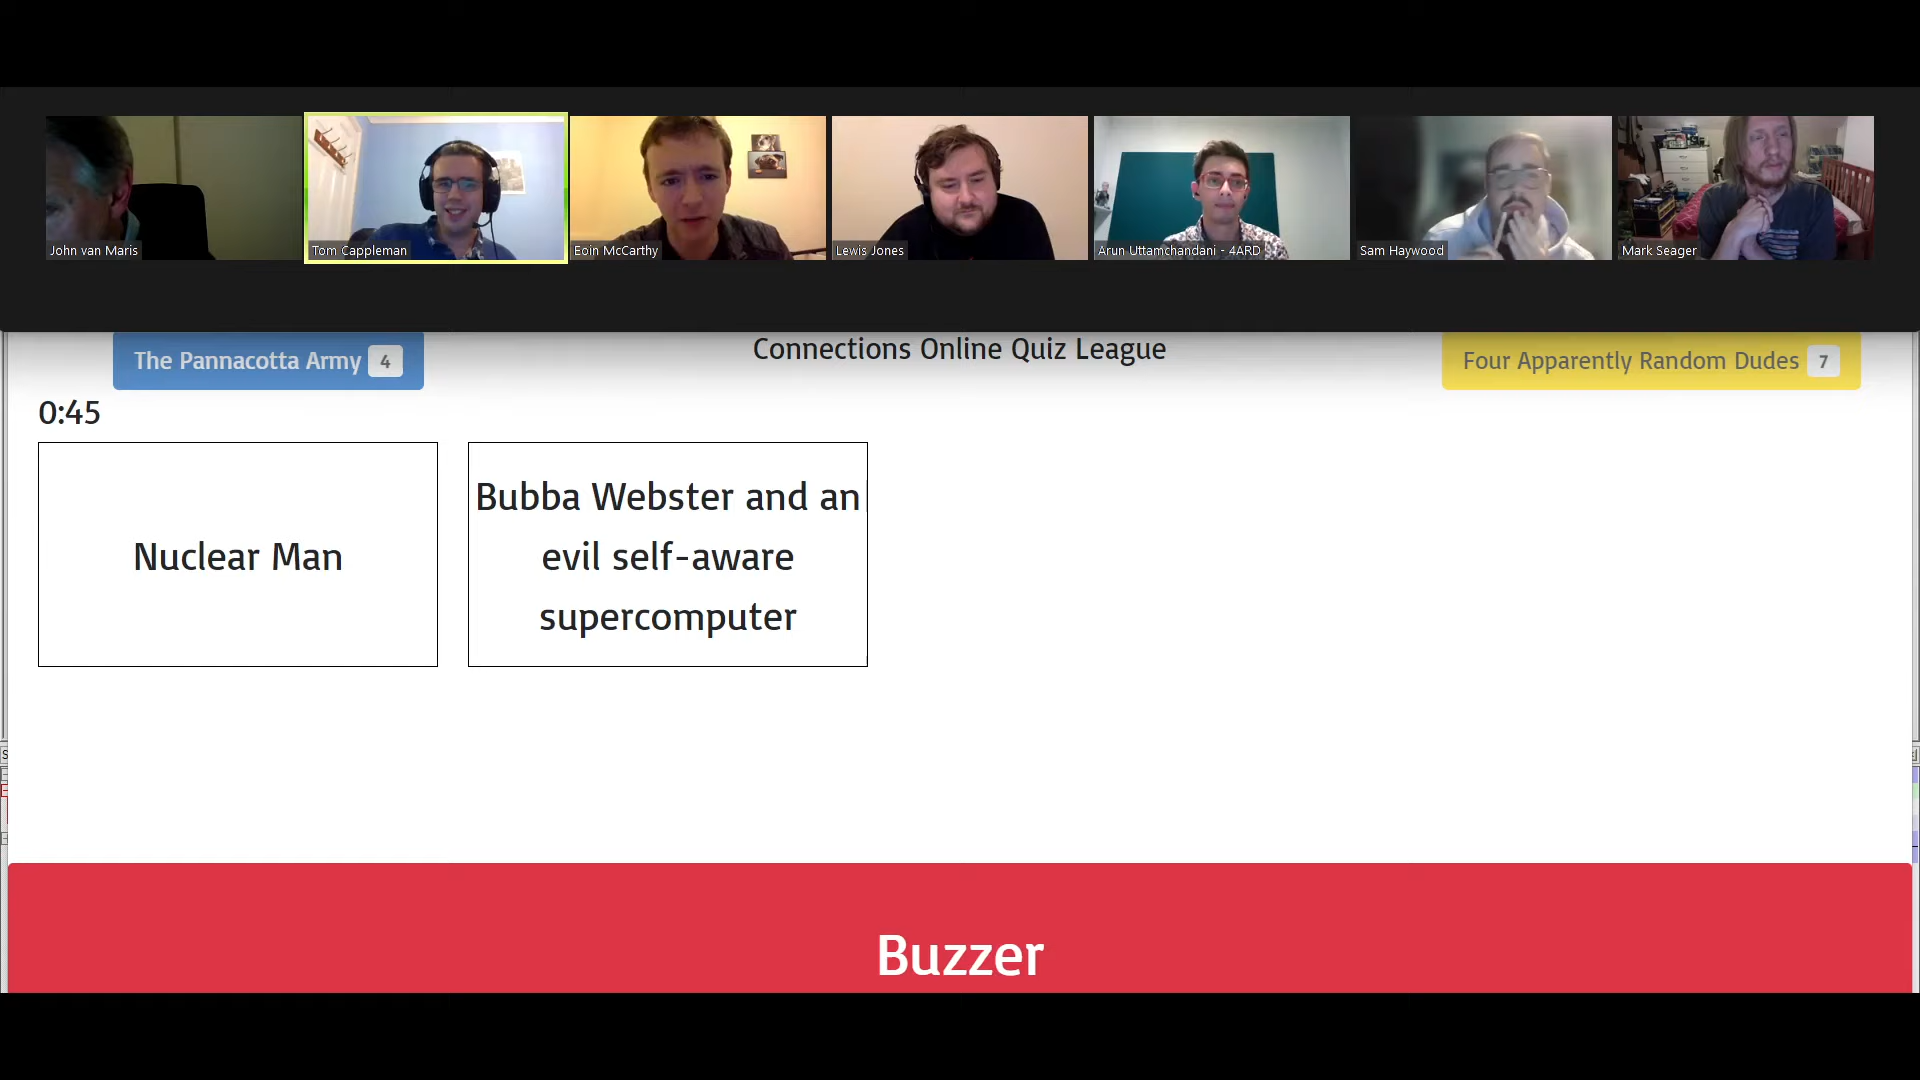 John van Maris
Tom Cappleman
Eoin McCarthy
Lewis Jones
Arun Uttamchandani - 4ARD
Sam Haywood
Mark Seager
The Pannacotta Army 4
Connections Online Quiz League
Four Apparently Random Dudes 7
0:45
Nuclear Man
Bubba Webster and an
evil self-aware
supercomputer
Buzzer